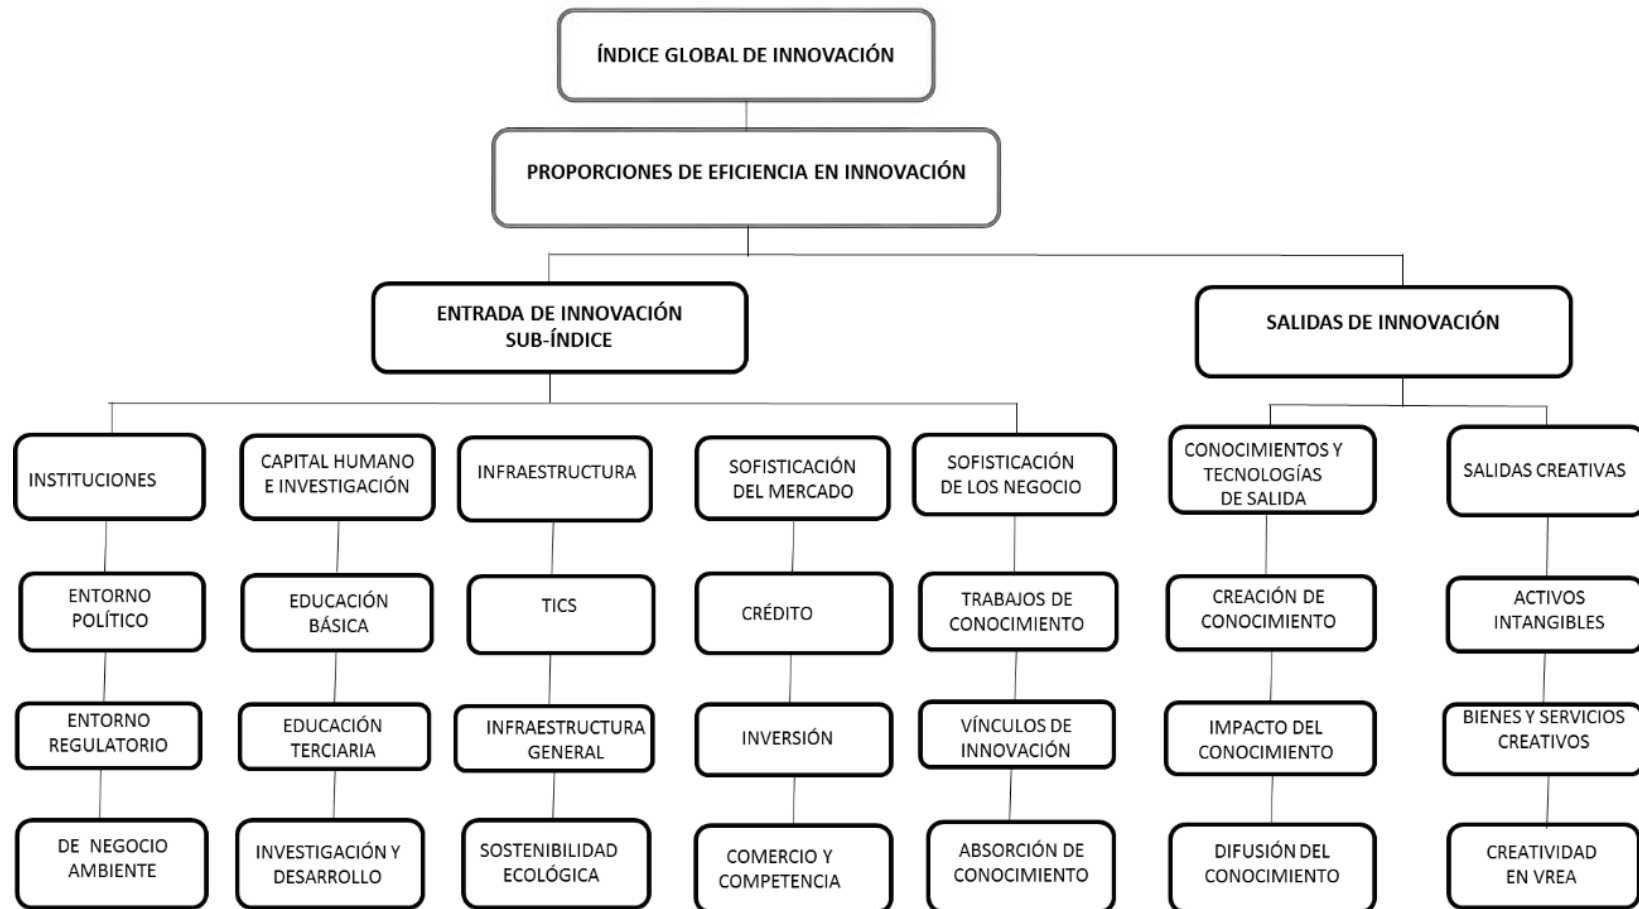 ÍNDICE GLOBAL DE INNOVACIÓN
PROPORCIONES DE EFICIENCIA EN INNOVACIÓN
ENTRADA DE INNOVACIÓN
SUB-ÍNDICE
SALIDAS DE INNOVACIÓN
INSTITUCIONES
CAPITAL HUMANO
E INVESTIGACIÓN
INFRAESTRUCTURA
SOFISTICACIÓN
DEL MERCADO
SOFISTICACIÓN
DE LOS NEGOCIO
CONOCIMIENTOS Y
TECNOLOGÍAS
DE SALIDA
SALIDAS CREATIVAS
ENTORNO
POLÍTICO
EDUCACIÓN
BÁSICA
TICS
CRÉDITO
TRABAJOS DE
CONOCIMIENTO
CREACIÓN DE
CONOCIMIENTO
ACTIVOS
INTANGIBLES
ENTORNO
REGULATORIO
EDUCACIÓN
TERCIARIA
INFRAESTRUCTURA
GENERAL
INVERSIÓN
VÍNCULOS DE
INNOVACIÓN
IMPACTO DEL
CONOCIMIENTO
BIENES Y SERVICIOS
CREATIVOS
DE NEGOCIO
AMBIENTE
INVESTIGACIÓN Y
DESARROLLO
SOSTENIBILIDAD
ECOLÓGICA
COMERCIO Y
COMPETENCIA
ABSORCIÓN DE
CONOCIMIENTO
DIFUSIÓN DEL
CONOCIMIENTO
CREATIVIDAD
EN VREA